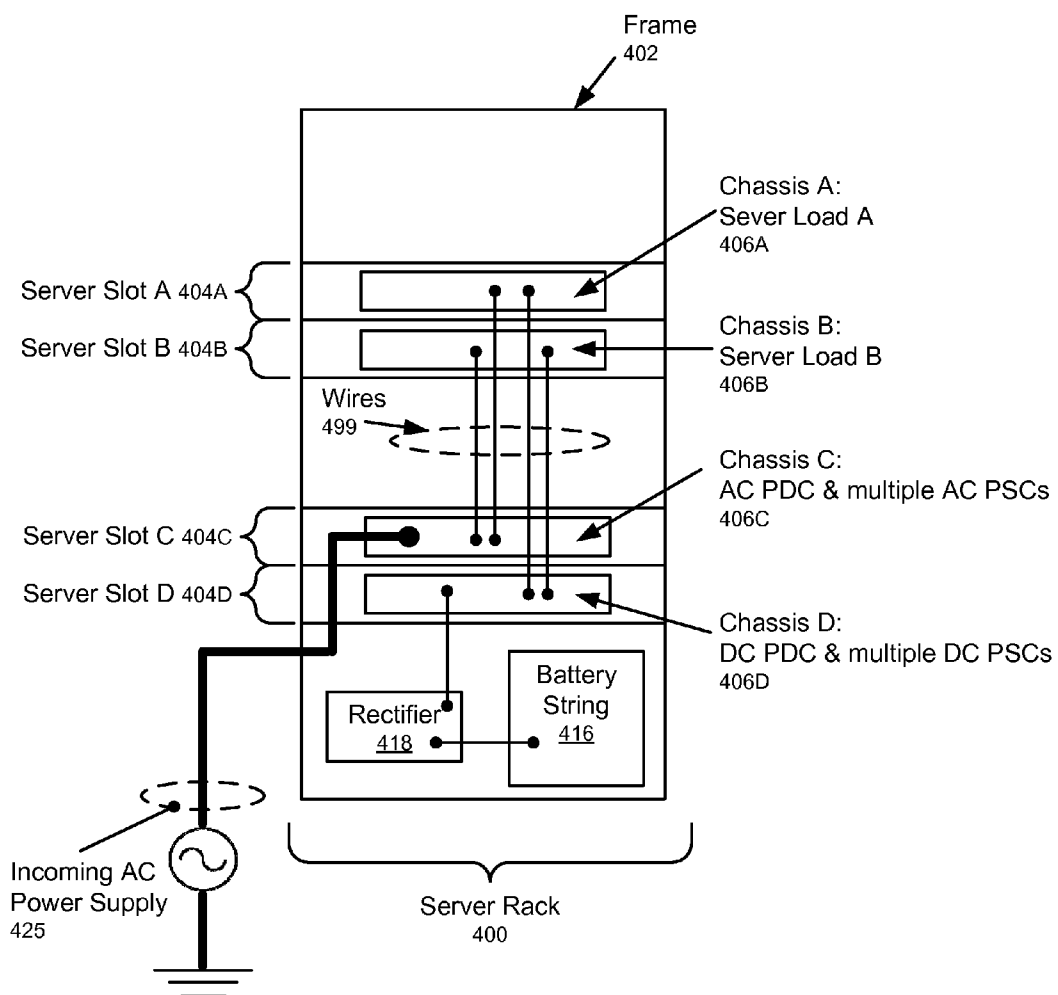 Frame
402
Chassis A:
Sever Load A
406A
Server Slot A 404A
Chassis B:
Server Load B
406B
Server Slot B 404B
Wires
499
Chassis C:
AC PDC & multiple AC PSCs
406C
Server Slot C 404C
Server Slot D 404D
Chassis D:
DC PDC & multiple DC PSCs
406D
Battery
String
416
Rectifier
418
Incoming AC
Power Supply
425
Server Rack
400